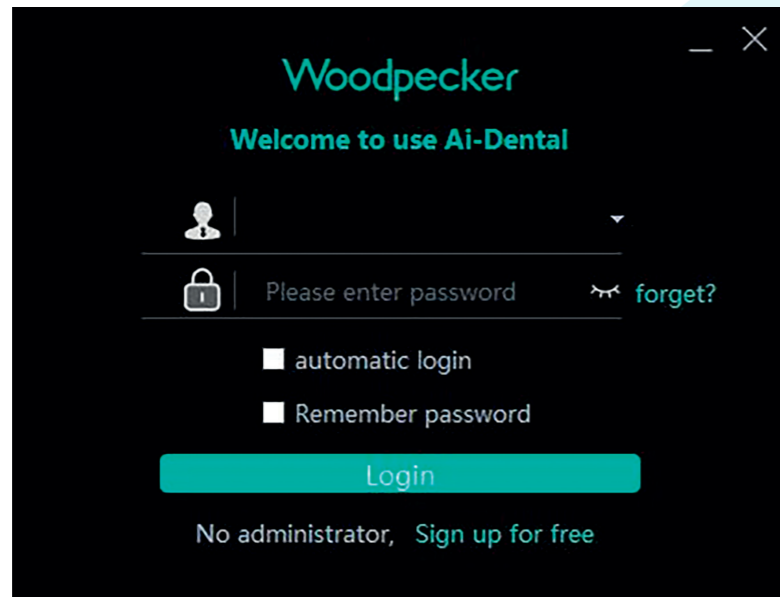 Woodpecker
Welcome to use Ai-Dental
Please enter password forget?
automatic login
Remember password
Login
No administrator, Sign up for free